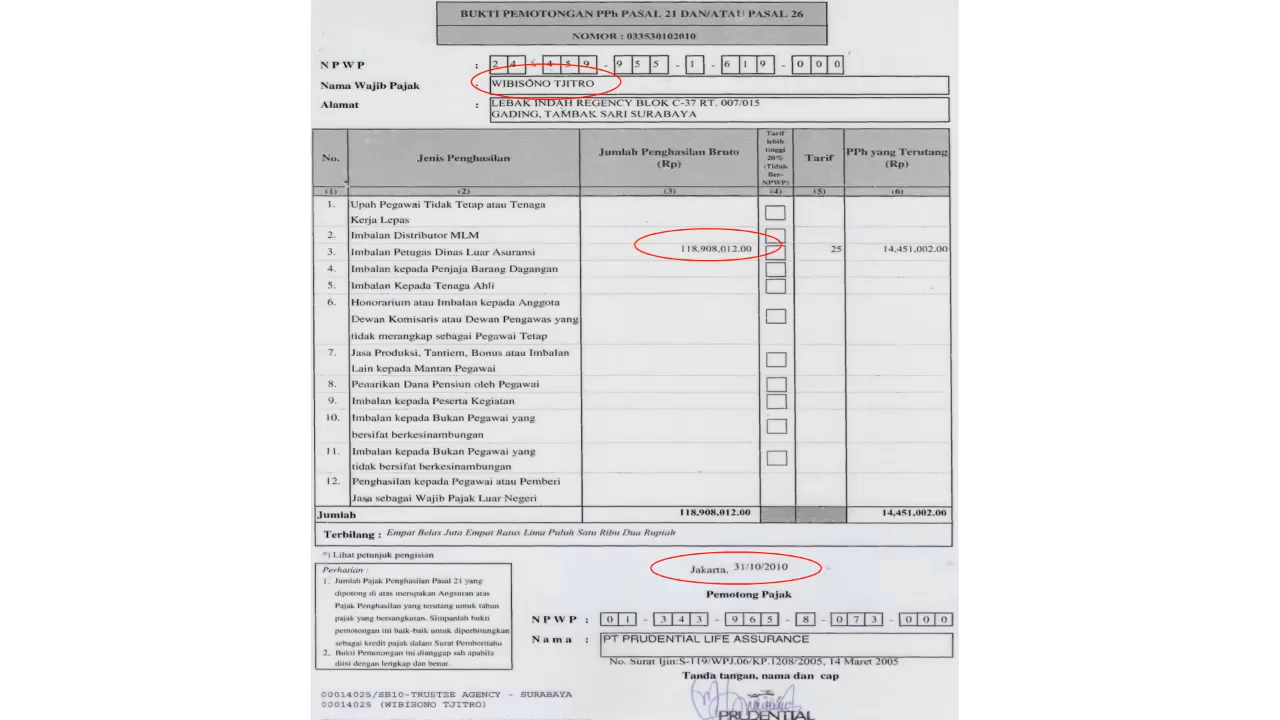 BUKTI PEMOTONGAN PPh PASAL 21 DAN/ATAU PASAL 26
NOMOR : 033530102010
N P W P : 2 4 - 4 5 9 - 9 5 5 - 1 - 6 1 9 - 0 0 0
Nama Wajib Pajak : WIBISONO TJITRO
Alamat : LEBAK INDAH REGENCY BLOK C-37 RT. 007/015
GADING, TAMBAK SARI SURABAYA
No. Jenis Penghasilan Jumlah Penghasilan Bruto (Rp) Tarif lebih tinggi 20% (Tidak Ber-NPWP) Tarif PPh yang Terutang (Rp)
(1) (2) (3) (4) (5) (6)
1. Upah Pegawai Tidak Tetap atau Tenaga
Kerja Lepas
2. Imbalan Distributor MLM
3. Imbalan Petugas Dinas Luar Asuransi 118,908,012.00 25 14,451,002.00
4. Imbalan kepada Penjaja Barang Dagangan
5. Imbalan Kepada Tenaga Ahli
6. Honorarium atau Imbalan kepada Anggota
Dewan Komisaris atau Dewan Pengawas yang
tidak merangkap sebagai Pegawai Tetap
7. Jasa Produksi, Tantiem, Bonus atau Imbalan
Lain kepada Mantan Pegawai
8. Penarikan Dana Pensiun oleh Pegawai
9. Imbalan kepada Peserta Kegiatan
10. Imbalan kepada Bukan Pegawai yang
bersifat berkesinambungan
11. Imbalan kepada Bukan Pegawai yang
tidak bersifat berkesinambungan
12. Penghasilan kepada Pegawai atau Pemberi
Jasa sebagai Wajib Pajak Luar Negeri
Jumlah 118,908,012.00 14,451,002.00
Terbilang : Empat Belas Juta Empat Ratus Lima Puluh Satu Ribu Dua Rupiah
*) Lihat petunjuk pengisian
Perhatian :
1. Jumlah Pajak Penghasilan Pasal 21 yang
dipotong di atas merupakan Angsuran atas
Pajak Penghasilan yang terutang untuk tahun
pajak yang bersangkutan. Simpanlah bukti
pemotongan ini baik-baik untuk diperhitungkan
sebagai kredit pajak dalam Surat Pemberitahu
2. Bukti Pemotongan ini dianggap sah apabila
diisi dengan lengkap dan benar.
Jakarta, 31/10/2010
Pemotong Pajak
N P W P : 0 1 - 3 4 3 - 9 6 5 - 8 - 0 7 3 - 0 0 0
N a m a : PT PRUDENTIAL LIFE ASSURANCE
No. Surat Ijin:S-119/WPJ.06/KP.1208/2005, 14 Maret 2005
Tanda tangan, nama dan cap
PRUDENTIAL
00014025/SB10-TRUSTEE AGENCY - SURABAYA
00014025 (WIBISONO TJITRO)